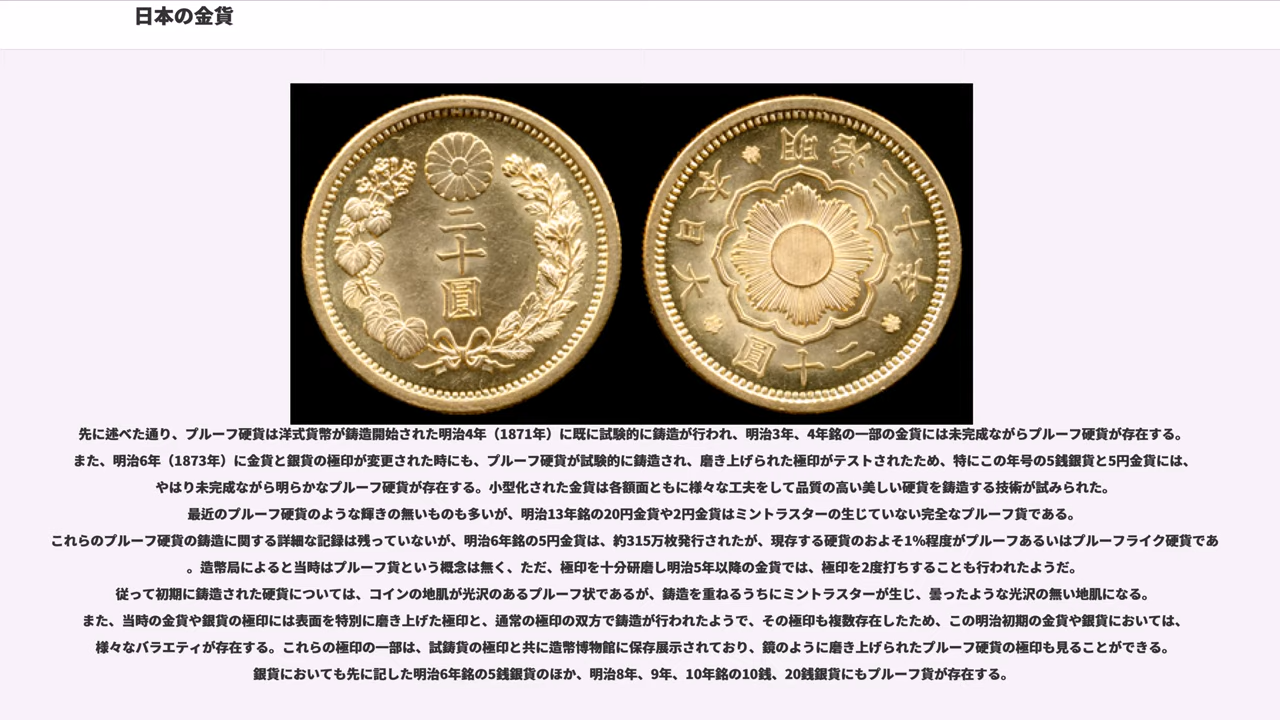 日本の金貨
二十圓
明治三十年
大日本
二十圓
先に述べた通り、プルーフ硬貨は洋式貨幣が鋳造開始された明治4年（1871年）に既に試験的に鋳造が行われ、明治3年、4年銘の一部の金貨には未完成ながらプルーフ硬貨が存在する。
また、明治6年（1873年）に金貨と銀貨の極印が変更された時にも、プルーフ硬貨が試験的に鋳造され、磨き上げられた極印がテストされたため、特にこの年号の5銭銀貨と5円金貨には、
やはり未完成ながら明らかなプルーフ硬貨が存在する。小型化された金貨は各額面ともに様々な工夫をして品質の高い美しい硬貨を鋳造する技術が試みられた。
最近のプルーフ硬貨のような輝きの無いものも多いが、明治13年銘の20円金貨や2円金貨はミントラスターの生じていない完全なプルーフ貨である。
これらのプルーフ硬貨の鋳造に関する詳細な記録は残っていないが、明治6年銘の5円金貨は、約315万枚発行されたが、現存する硬貨のおよそ1%程度がプルーフあるいはプルーフライク硬貨であ
。造幣局によると当時はプルーフ貨という概念は無く、ただ、極印を十分研磨し明治5年以降の金貨では、極印を2度打ちすることも行われたようだ。
従って初期に鋳造された硬貨については、コインの地肌が光沢のあるプルーフ状であるが、鋳造を重ねるうちにミントラスターが生じ、曇ったような光沢の無い地肌になる。
また、当時の金貨や銀貨の極印には表面を特別に磨き上げた極印と、通常の極印の双方で鋳造が行われたようで、その極印も複数存在したため、この明治初期の金貨や銀貨においては、
様々なバラエティが存在する。これらの極印の一部は、試鋳貨の極印と共に造幣博物館に保存展示されており、鏡のように磨き上げられたプルーフ硬貨の極印も見ることができる。
銀貨においても先に記した明治6年銘の5銭銀貨のほか、明治8年、9年、10年銘の10銭、20銭銀貨にもプルーフ貨が存在する。